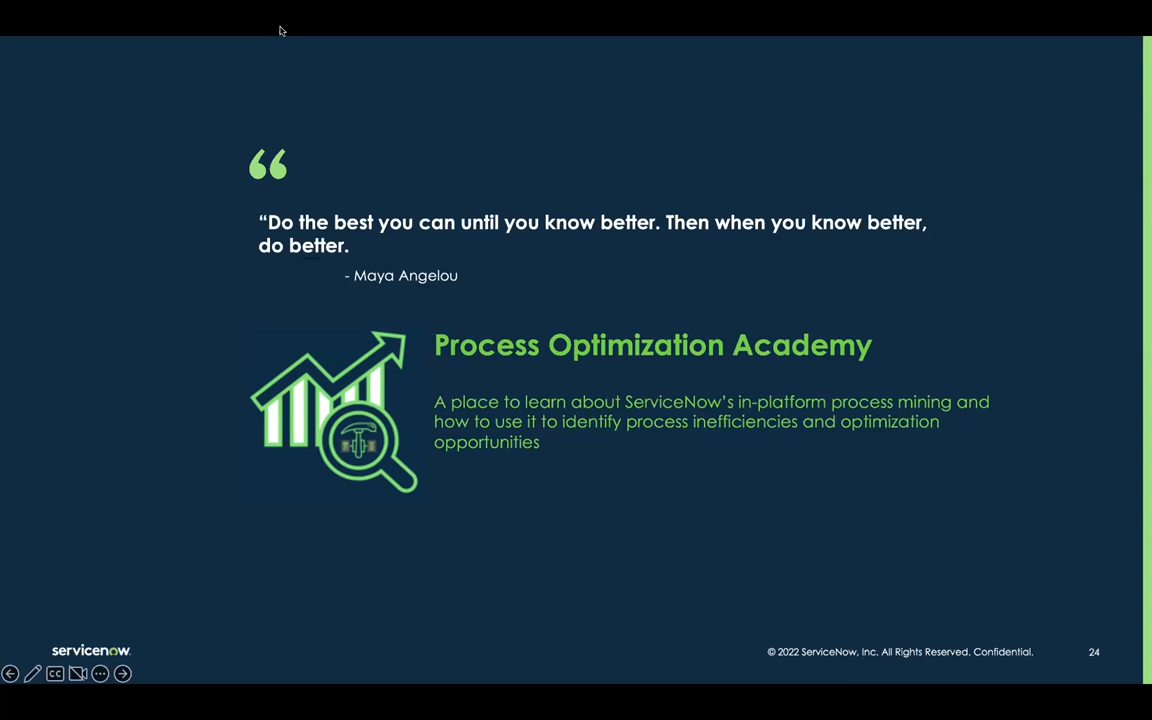 “
“Do the best you can until you know better. Then when you know better,
do better.
- Maya Angelou
Process Optimization Academy
A place to learn about ServiceNow’s in-platform process mining and
how to use it to identify process inefficiencies and optimization
opportunities
servicenow.
© 2022 ServiceNow, Inc. All Rights Reserved. Confidential.
24
CC